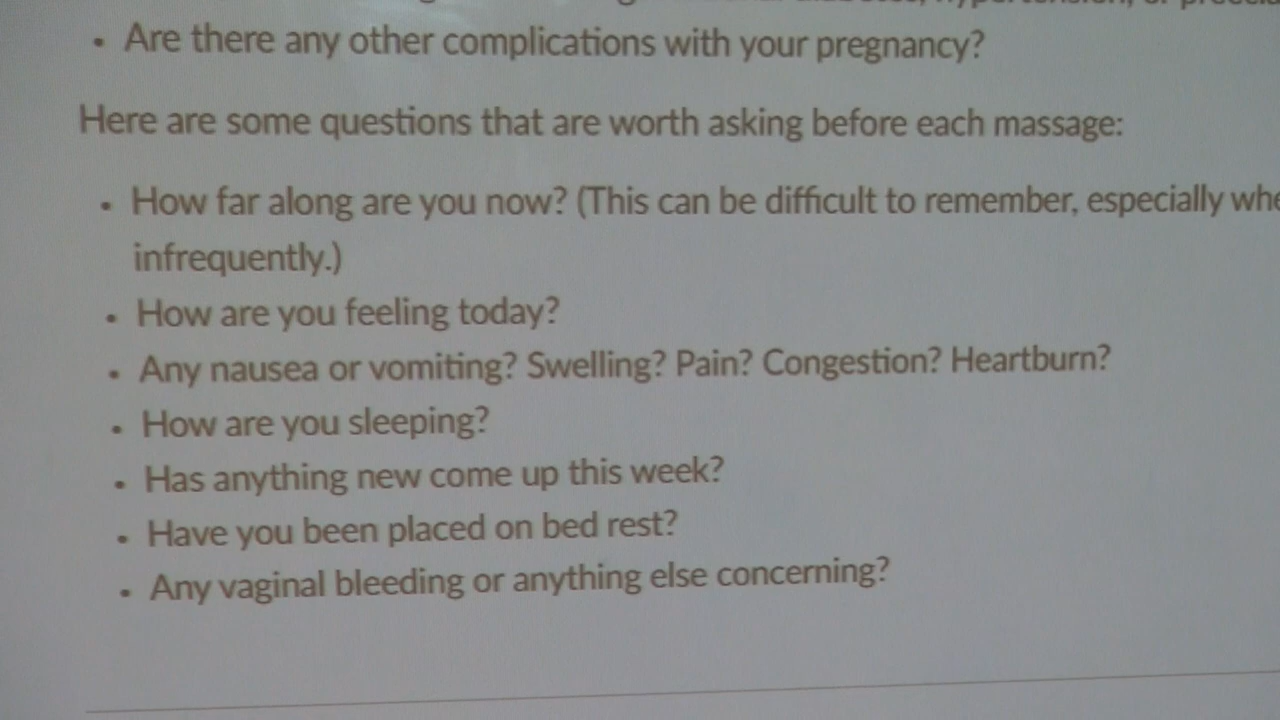 • Are there any other complications with your pregnancy?
Here are some questions that are worth asking before each massage:
• How far along are you now? (This can be difficult to remember, especially
infrequently.)
• How are you feeling today?
• Any nausea or vomiting? Swelling? Pain? Congestion? Heartburn?
• How are you sleeping?
• Has anything new come up this week?
• Have you been placed on bed rest?
• Any vaginal bleeding or anything else concerning?